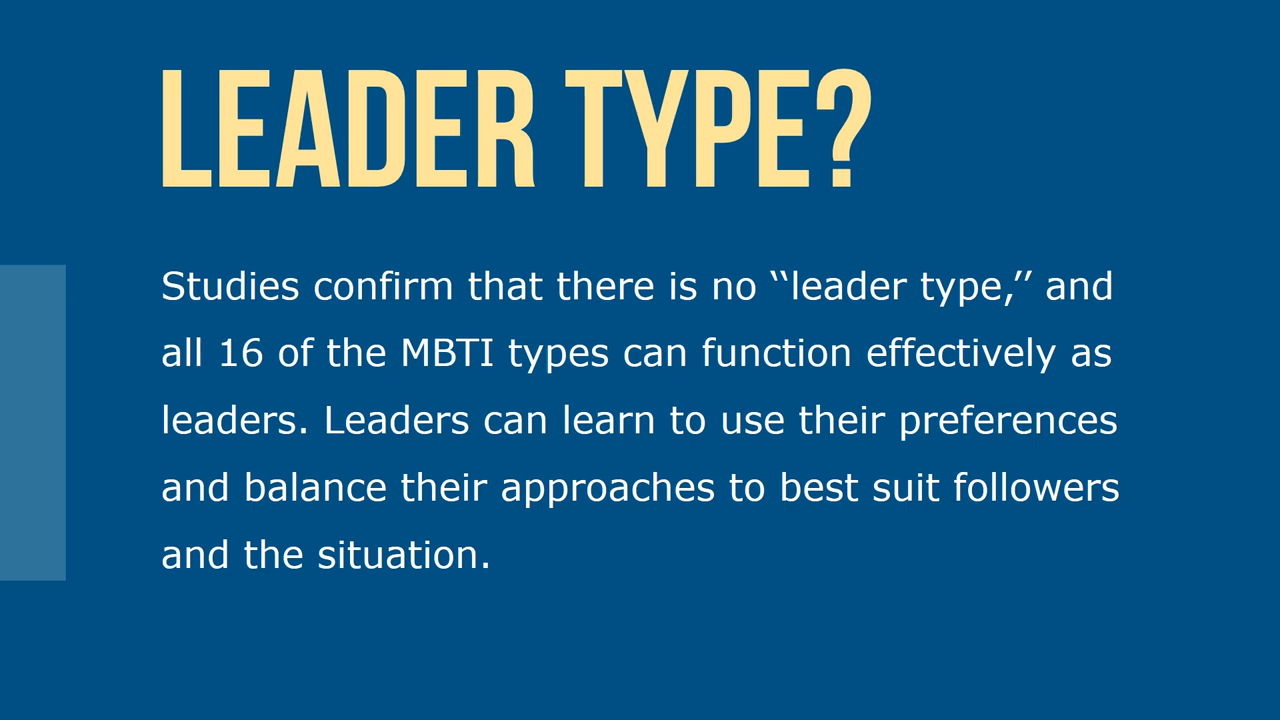 LEADER TYPE?
Studies confirm that there is no ‘‘leader type,’’ and
all 16 of the MBTI types can function effectively as
leaders. Leaders can learn to use their preferences
and balance their approaches to best suit followers
and the situation.